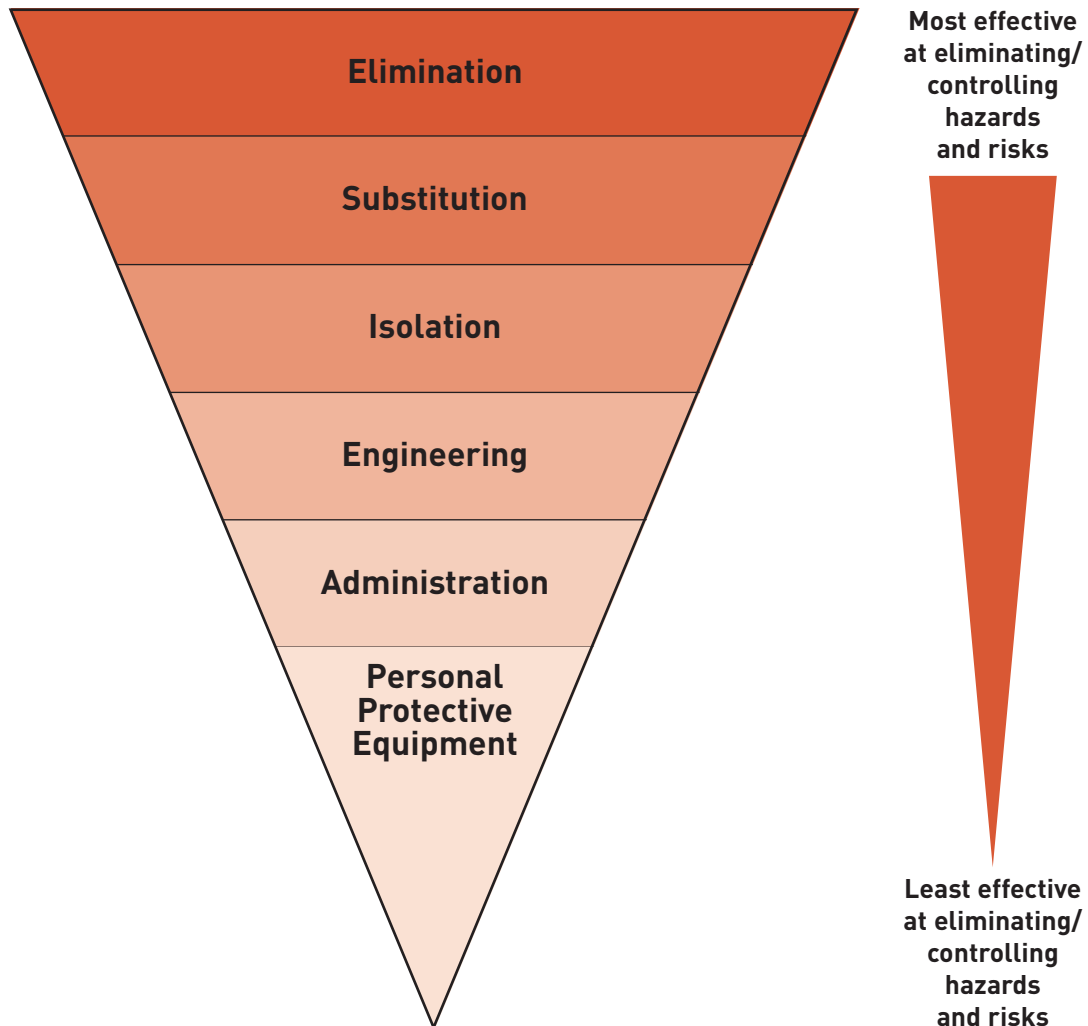 Elimination
Substitution
Isolation
Engineering
Administration
Personal
Protective
Equipment
Most effective
at eliminating/
controlling
hazards
and risks
Least effective
at eliminating/
controlling
hazards
and risks